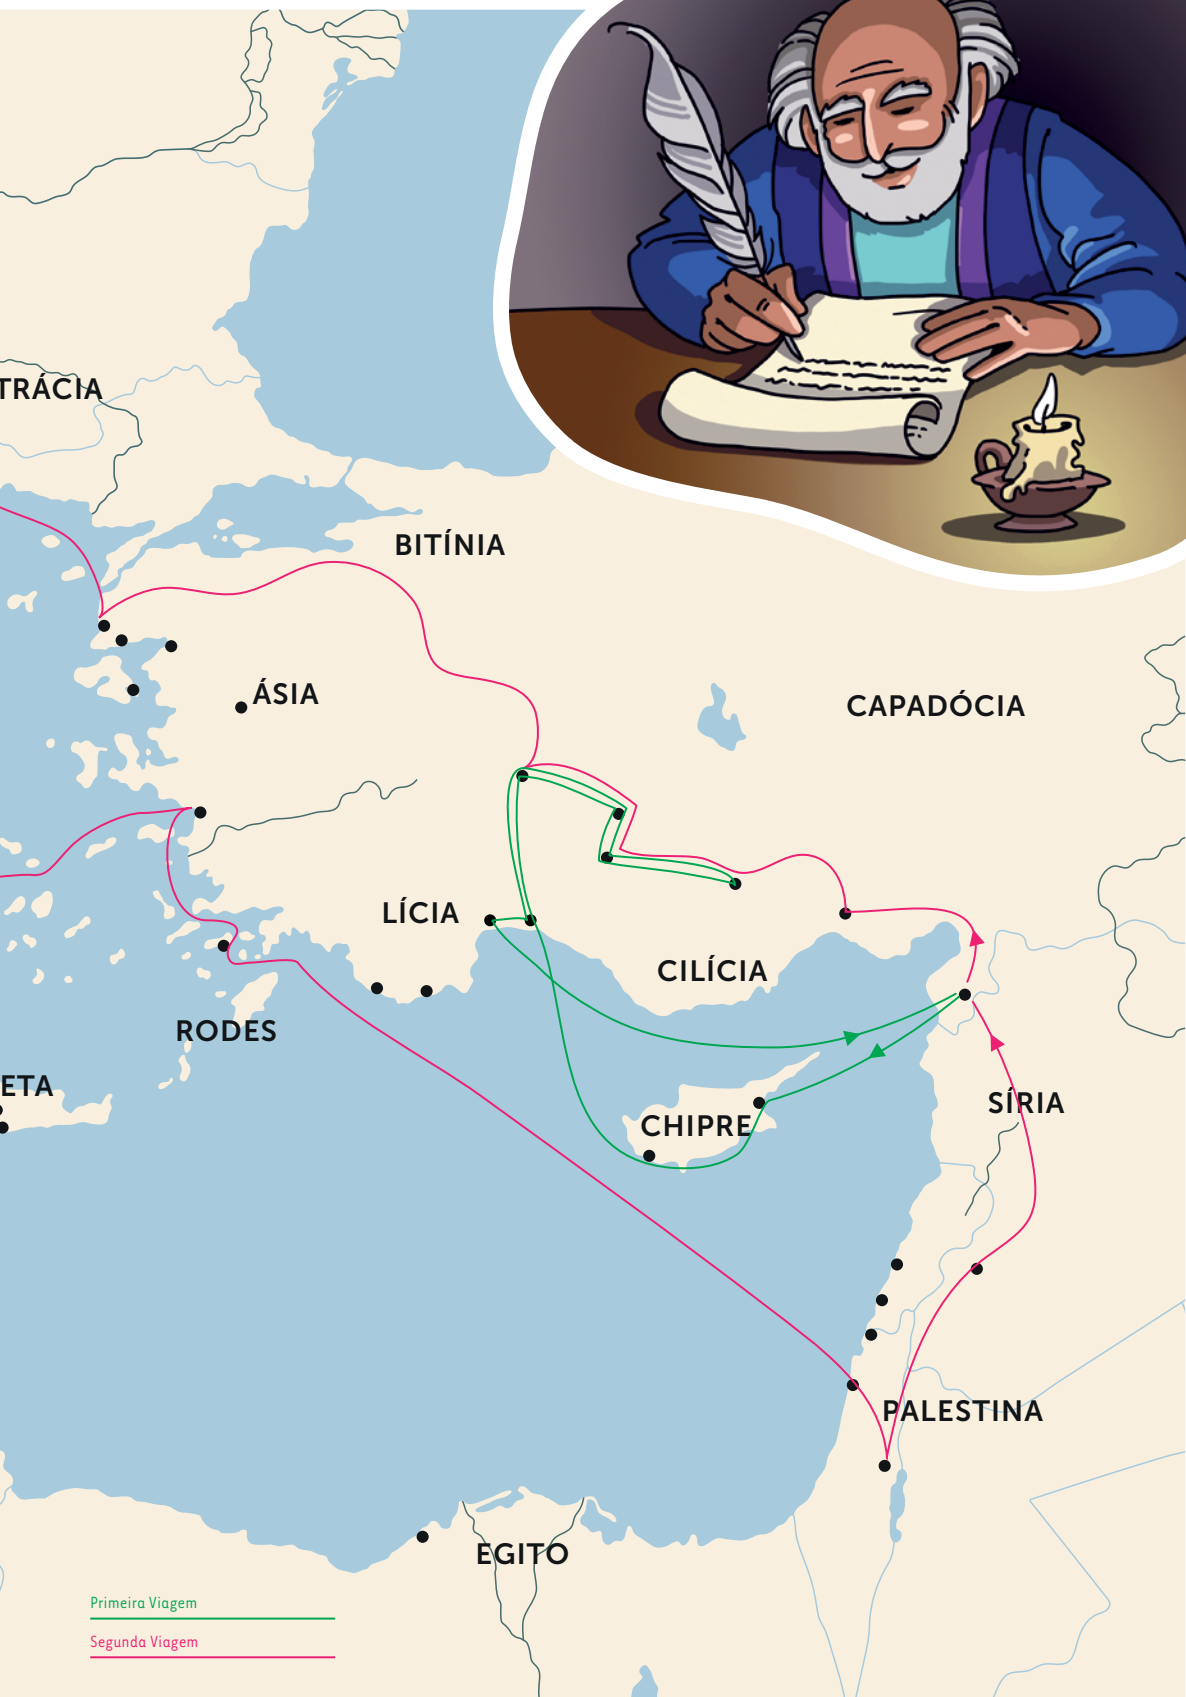 TRÁCIA
BITÍNIA
ÁSIA
CAPADÓCIA
LÍCIA
CILÍCIA
RODES
ETA
SÍRIA
CHIPRE
PALESTINA
EGITO
Primeira Viagem
Segunda Viagem